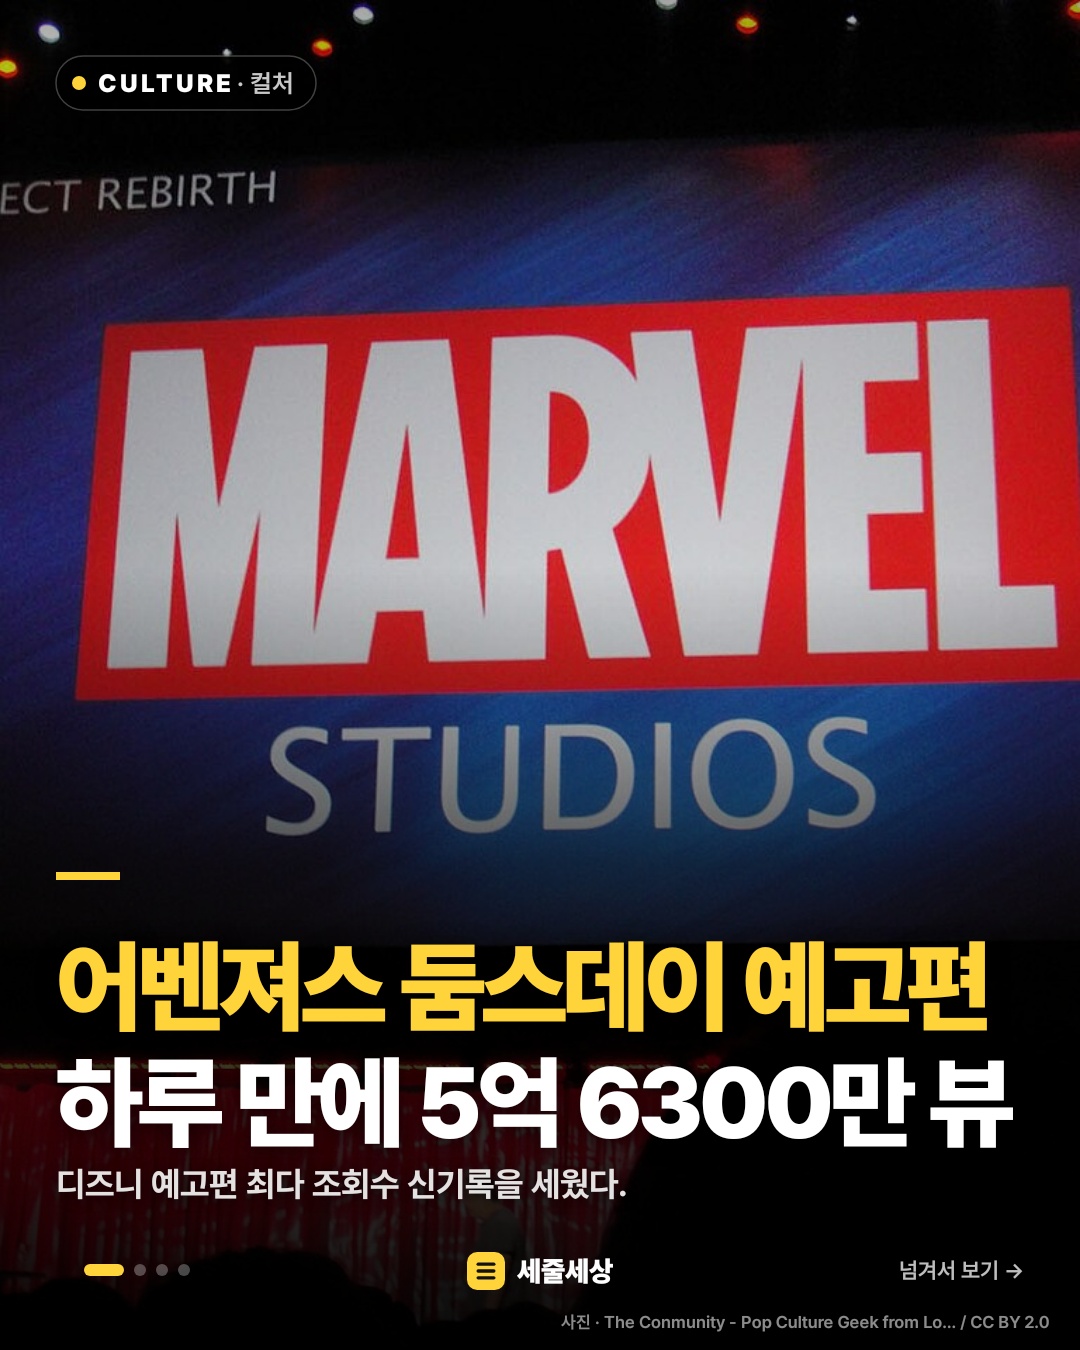 CULTURE · 컬처
ECT REBIRTH
MARVEL
STUDIOS
어벤져스 둠스데이 예고편
하루 만에 5억 6300만 뷰
디즈니 예고편 최다 조회수 신기록을 세웠다.
세줄세상
넘겨서 보기 →
사진 · The Conmunity - Pop Culture Geek from Lo... / CC BY 2.0